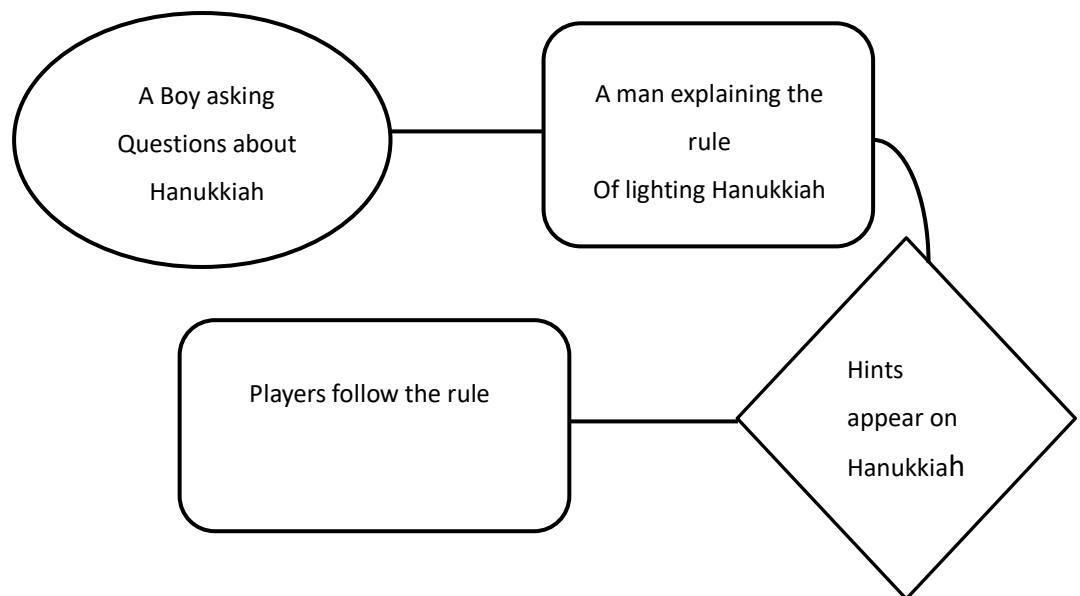 A Boy asking
Questions about
Hanukkiah
A man explaining the
rule
Of lighting Hanukkiah
Hints
appear on
Hanukkiah
Players follow the rule